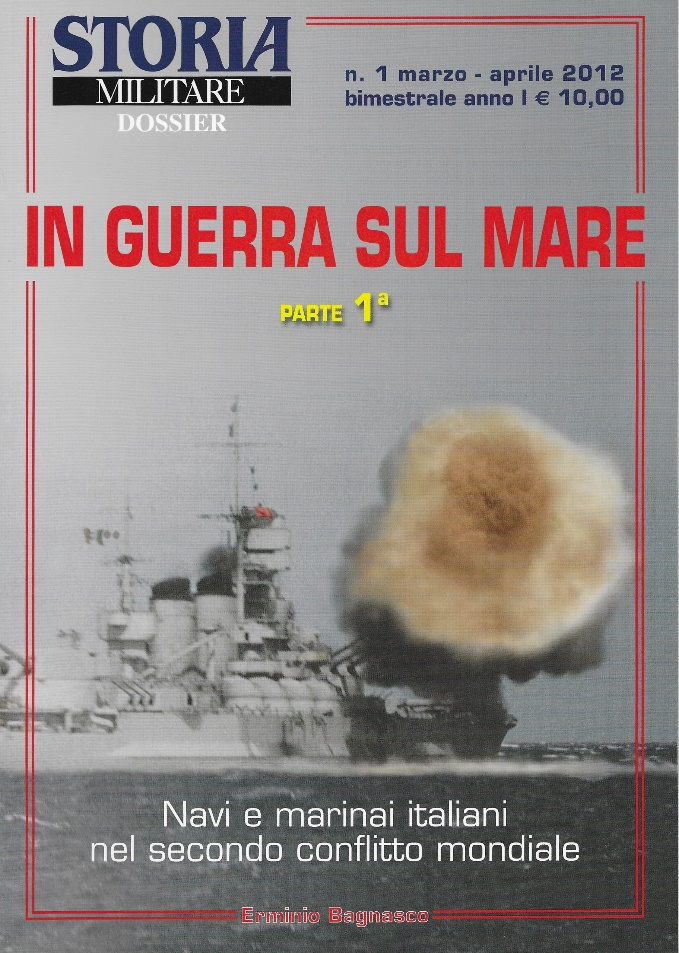 STORIA
MILITARE
DOSSIER
n. 1 marzo - aprile 2012
bimestrale anno I € 10,00
IN GUERRA SUL MARE
PARTE 1ª
Navi e marinai italiani
nel secondo conflitto mondiale
Erminio Bagnasco